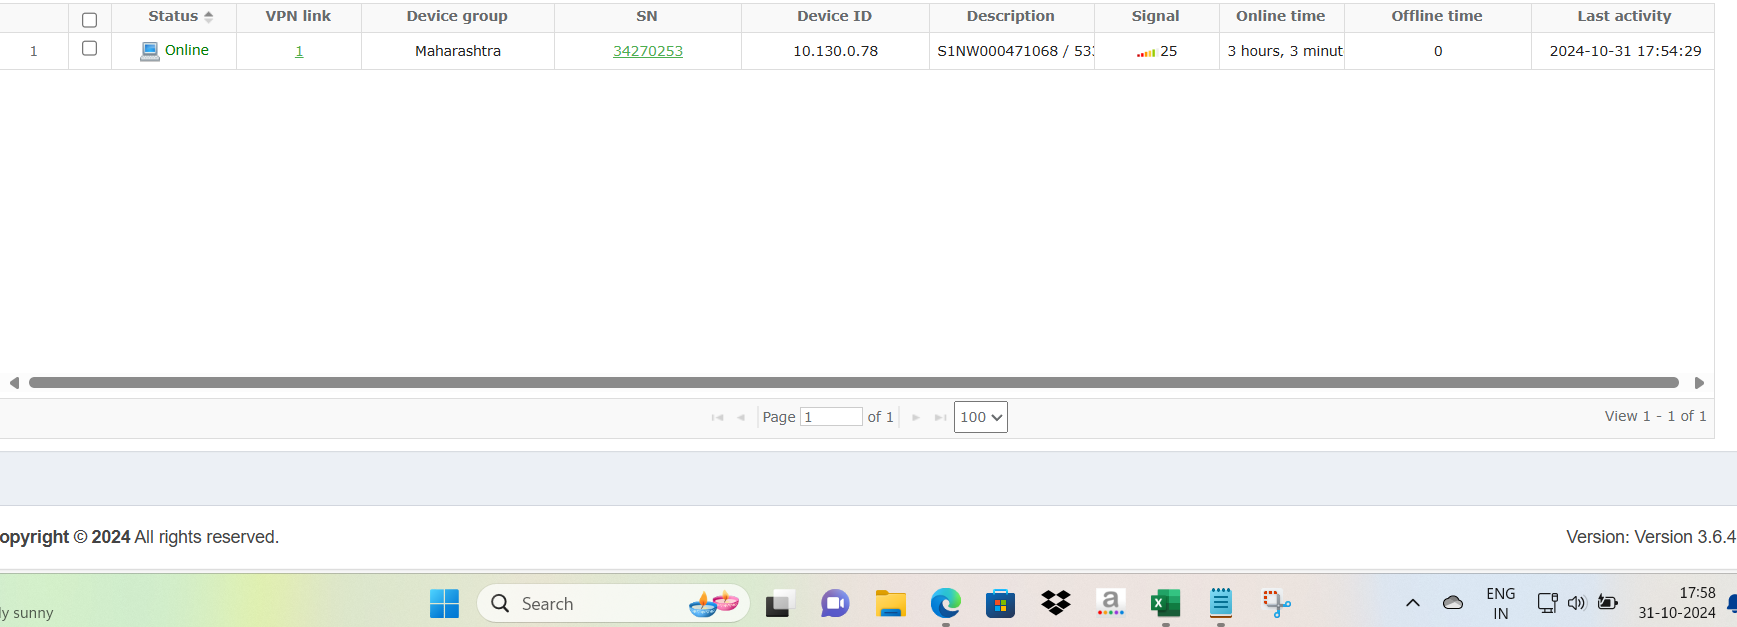 Status VPN link Device group SN Device ID Description Signal Online time Offline time Last activity
1 Online 1 Maharashtra 34270253 10.130.0.78 S1NW000471068 / 53 25 3 hours, 3 minut 0 2024-10-31 17:54:29
Page 1 of 1 100 View 1 - 1 of 1
opyright © 2024 All rights reserved. Version: Version 3.6.4
ly sunny Search a X ENG IN 17:58 31-10-2024